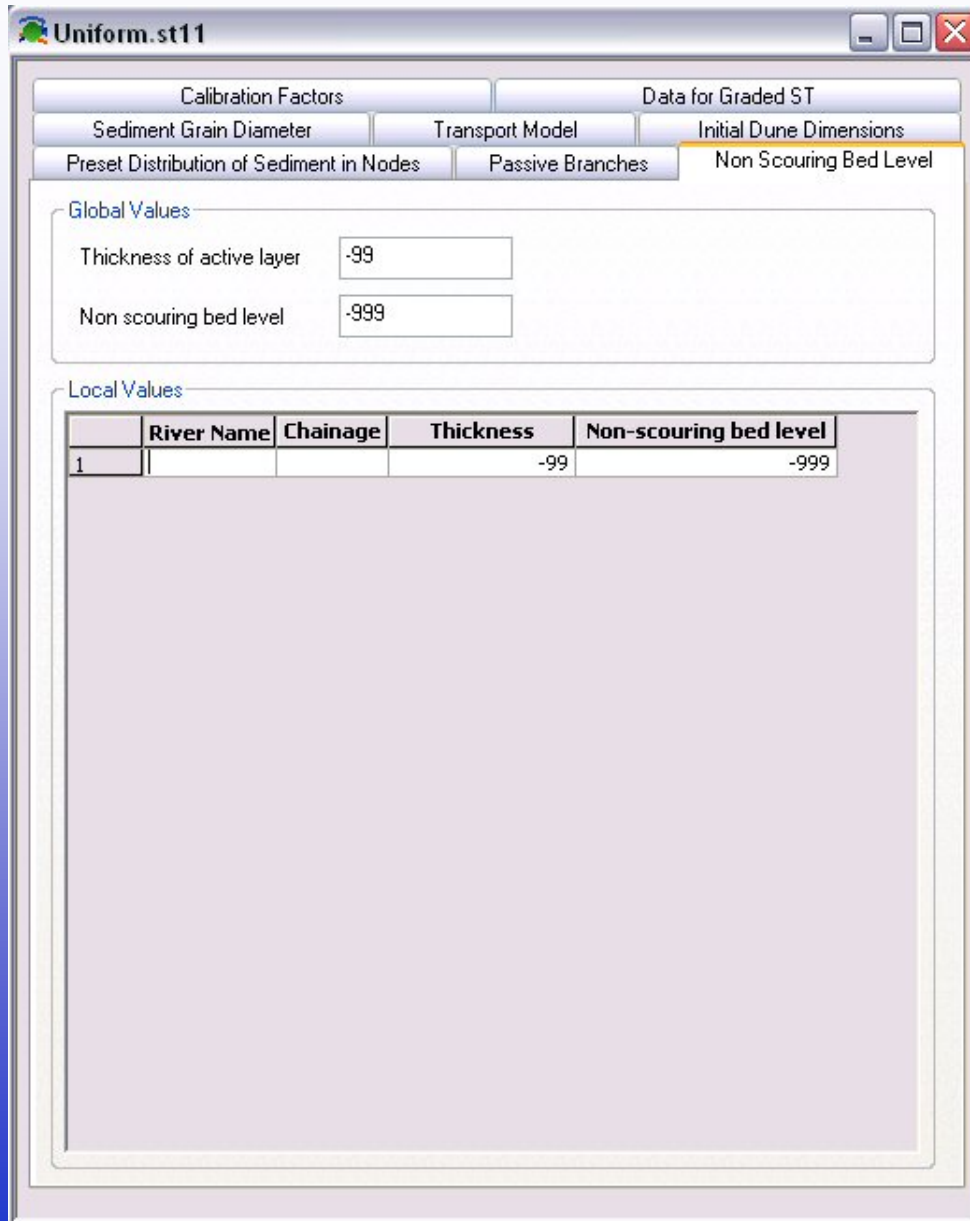 Uniform.st11
Calibration Factors Data for Graded ST
Sediment Grain Diameter Transport Model Initial Dune Dimensions
Preset Distribution of Sediment in Nodes Passive Branches Non Scouring Bed Level
Global Values
Thickness of active layer -99
Non scouring bed level -999
Local Values
River Name Chainage Thickness Non-scouring bed level
1 -99 -999